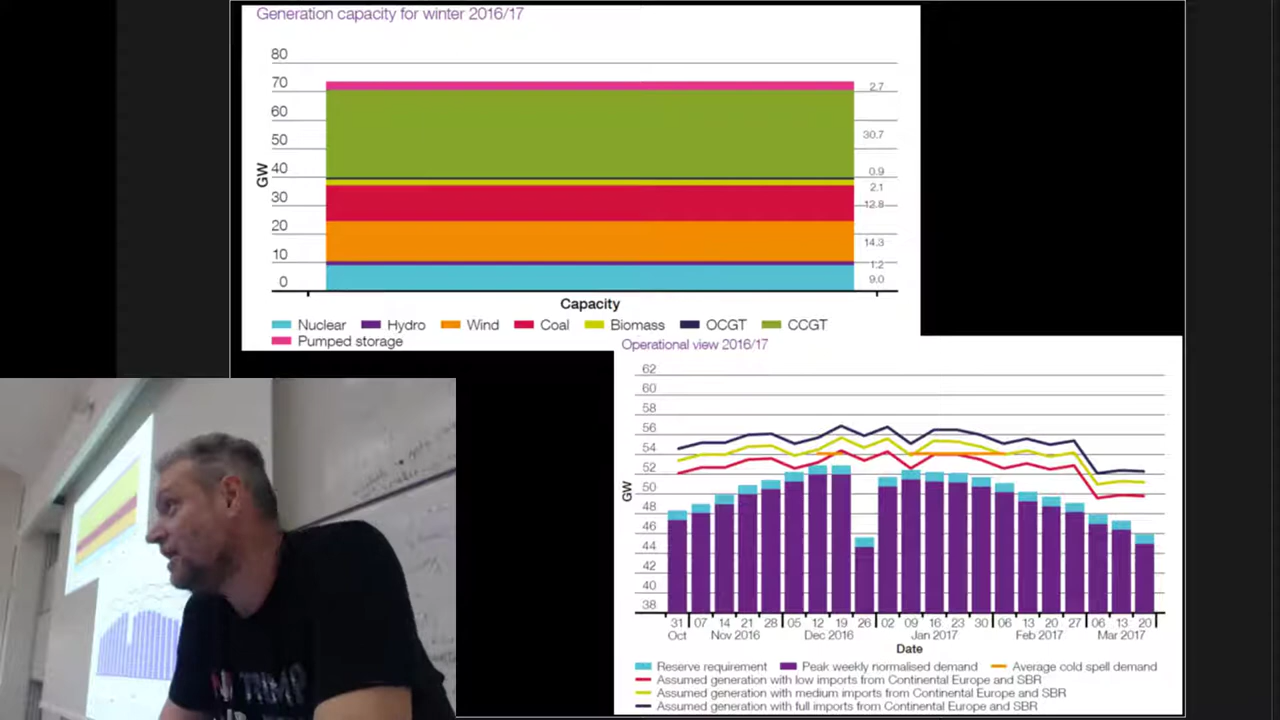 Generation capacity for winter 2016/17
GW
80
70
60
50
40
30
20
10
0
2.7
30.7
0.9
2.1
12.8
14.3
1.2
9.0
Capacity
Nuclear Hydro Wind Coal Biomass OCGT CCGT
Pumped storage
Operational view 2016/17
GW
62
60
58
56
54
52
50
48
46
44
42
40
38
31 07 14 21 28 05 12 19 26 02 09 16 23 30 06 13 20 27 06 13 20
Oct Nov 2016 Dec 2016 Jan 2017 Feb 2017 Mar 2017
Date
Reserve requirement Peak weekly normalised demand Average cold spell demand
Assumed generation with low imports from Continental Europe and SBR
Assumed generation with medium imports from Continental Europe and SBR
Assumed generation with full imports from Continental Europe and SBR